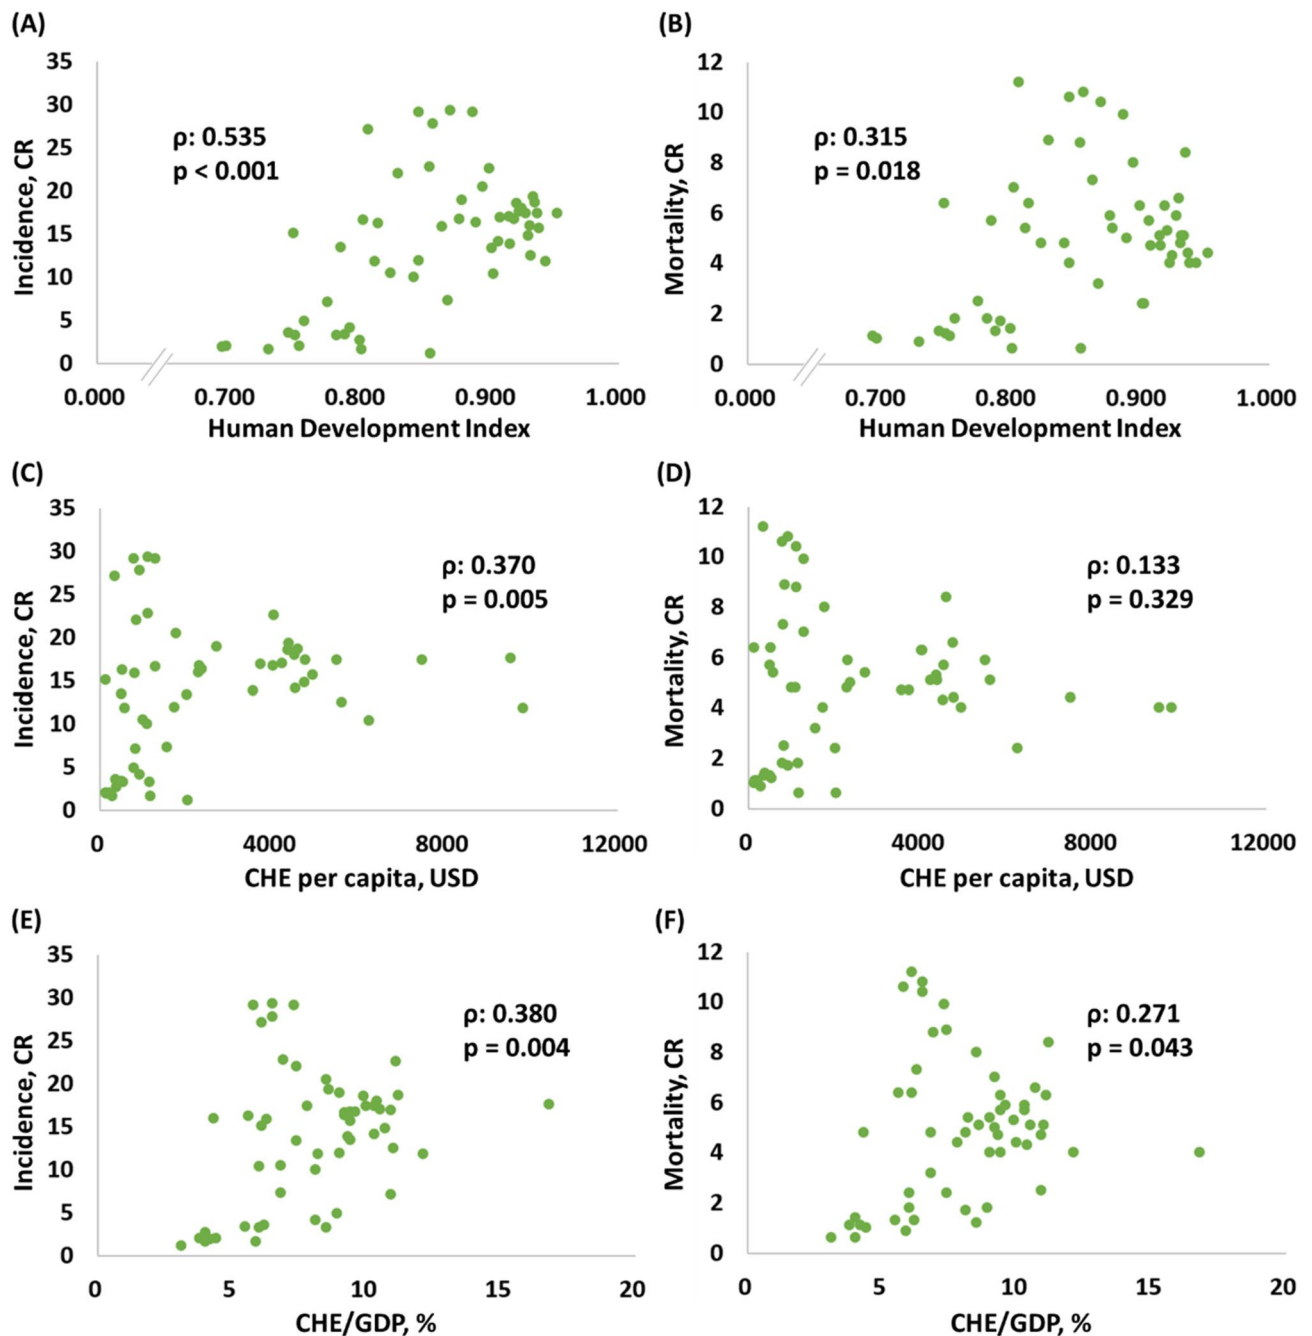 (A)
35
30
25
20
15
10
5
0
Incidence, CR
ρ: 0.535
p < 0.001
0.000 0.700 0.800 0.900 1.000
Human Development Index
(B)
12
10
8
6
4
2
0
Mortality, CR
ρ: 0.315
p = 0.018
0.000 0.700 0.800 0.900 1.000
Human Development Index
(C)
35
30
25
20
15
10
5
0
Incidence, CR
ρ: 0.370
p = 0.005
0 4000 8000 12000
CHE per capita, USD
(D)
12
10
8
6
4
2
0
Mortality, CR
ρ: 0.133
p = 0.329
0 4000 8000 12000
CHE per capita, USD
(E)
35
30
25
20
15
10
5
0
Incidence, CR
ρ: 0.380
p = 0.004
0 5 10 15 20
CHE/GDP, %
(F)
12
10
8
6
4
2
0
Mortality, CR
ρ: 0.271
p = 0.043
0 5 10 15 20
CHE/GDP, %